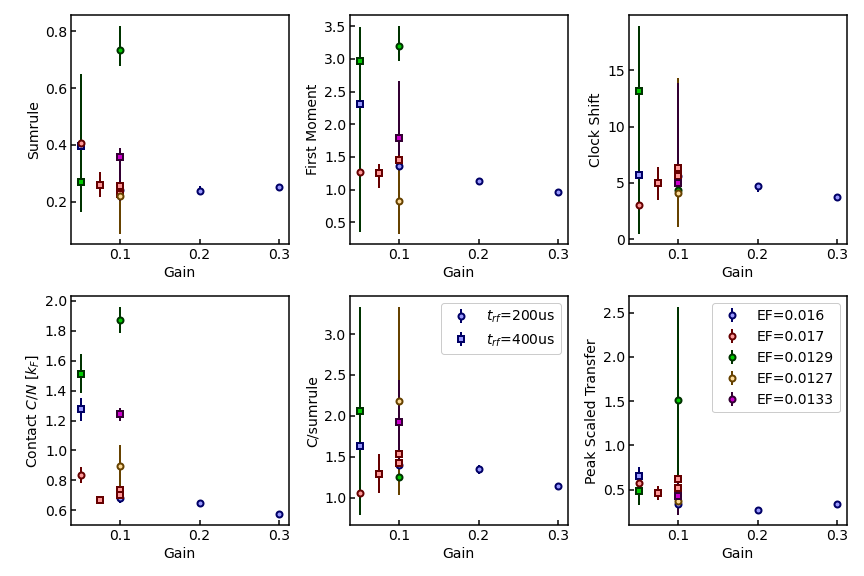 Sumrule
0.8
0.6
0.4
0.2
0.1
0.2
0.3
Gain
First Moment
3.5
3.0
2.5
2.0
1.5
1.0
0.5
0.1
0.2
0.3
Gain
Clock Shift
15
10
5
0
0.1
0.2
0.3
Gain
Contact C/N [k_F]
2.0
1.8
1.6
1.4
1.2
1.0
0.8
0.6
0.1
0.2
0.3
Gain
C/sumrule
3.0
2.5
2.0
1.5
1.0
t_rf=200us
t_rf=400us
0.1
0.2
0.3
Gain
Peak Scaled Transfer
2.5
2.0
1.5
1.0
0.5
EF=0.016
EF=0.017
EF=0.0129
EF=0.0127
EF=0.0133
0.1
0.2
0.3
Gain